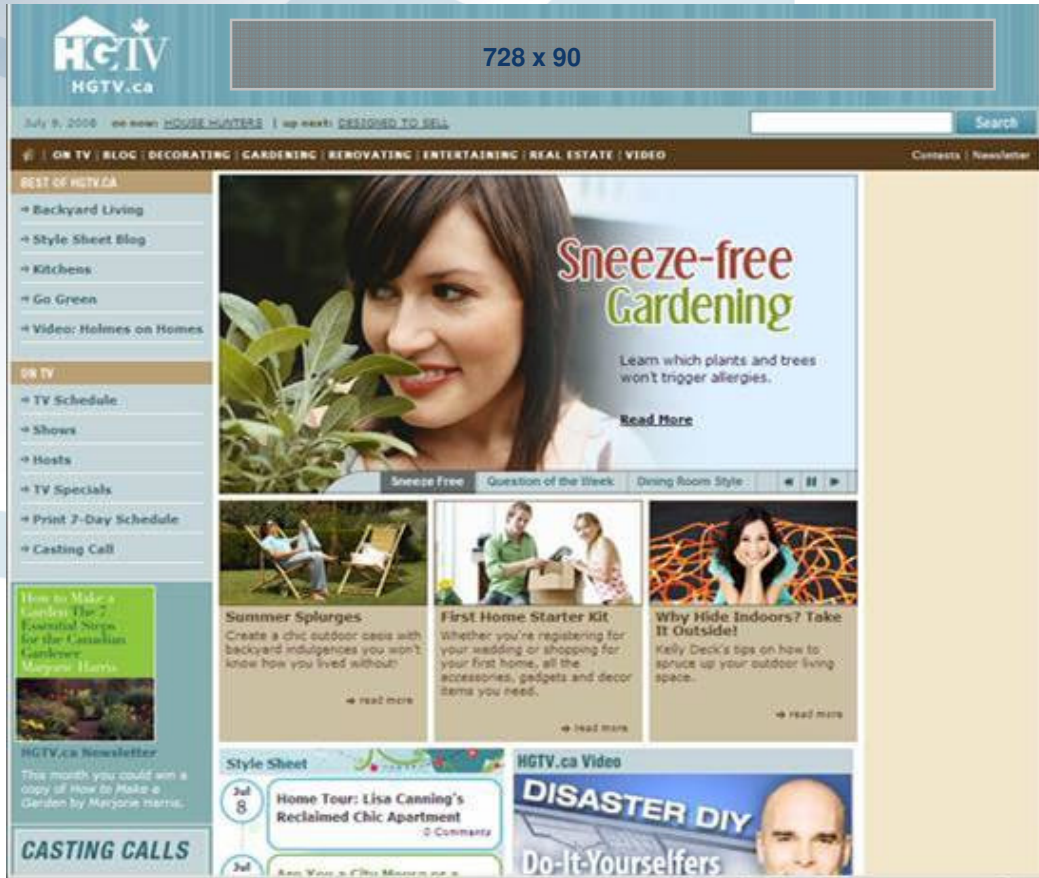 HGTV
HGTV.ca
728 x 90
July 8, 2008 on now: HOUSE HUNTERS | up next: DESIGNED TO SELL
Search
| ON TV | BLOG | DECORATING | GARDENING | RENOVATING | ENTERTAINING | REAL ESTATE | VIDEO
Contests | Newsletter
BEST OF HGTV.CA
Backyard Living
Style Sheet Blog
Kitchens
Go Green
Video: Holmes on Homes
ON TV
TV Schedule
Shows
Hosts
TV Specials
Print 7-Day Schedule
Casting Call
How to Make a
Garden The 7
Essential Steps
for the Canadian
Gardener
Marjorie Harris
HGTV.ca Newsletter
This month you could win a
copy of How to Make a
Garden by Marjorie Harris.
CASTING CALLS
Sneeze-free
Gardening
Learn which plants and trees
won't trigger allergies.
Read More
Sneeze Free
Question of the Week
Dining Room Style
Summer Splurges
Create a chic outdoor oasis with
backyard indulgences you won't
know how you lived without!
read more
First Home Starter Kit
Whether you're registering for
your wedding or shopping for
your first home, all the
accessories, gadgets and decor
items you need.
read more
Why Hide Indoors? Take
It Outside!
Kelly Deck's tips on how to
spruce up your outdoor living
space.
read more
Style Sheet
Jul
8
Home Tour: Lisa Canning's
Reclaimed Chic Apartment
0 Comments
Jul
Are You a City Mouse or a
HGTV.ca Video
DISASTER DIY
Do-It-Yourselfers